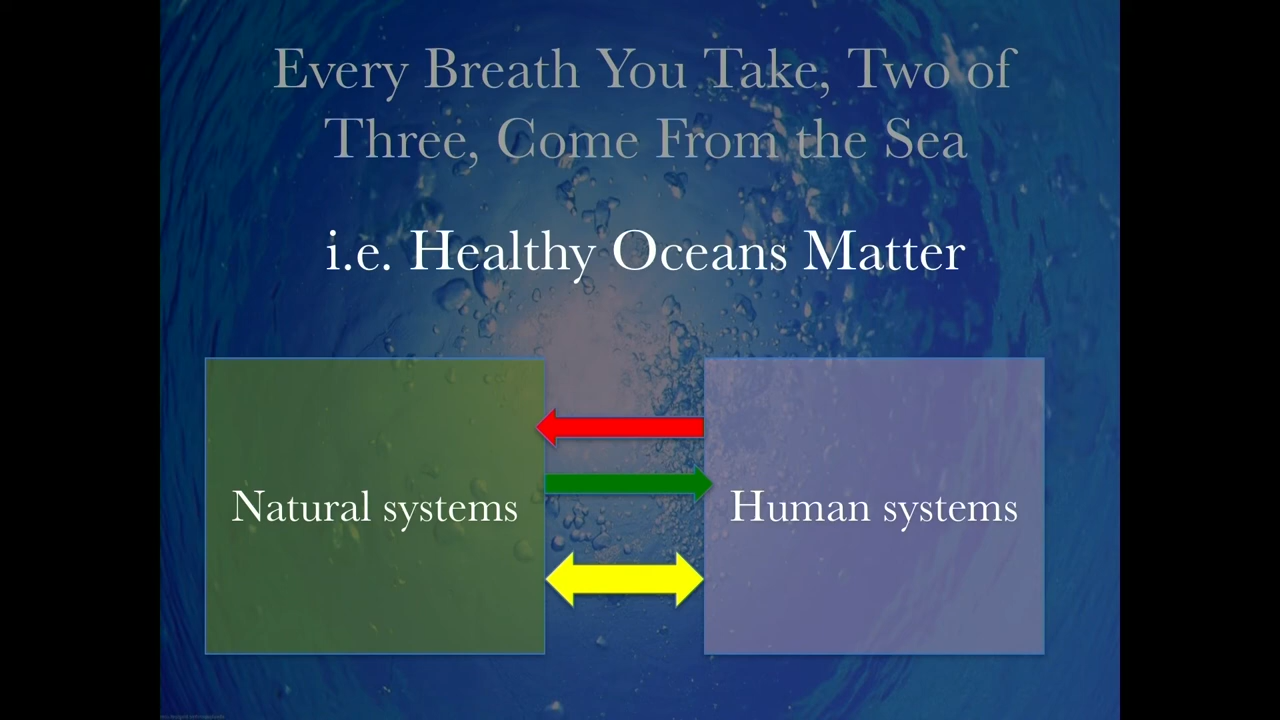 Every Breath You Take, Two of
Three, Come From the Sea
i.e. Healthy Oceans Matter
Natural systems
Human systems